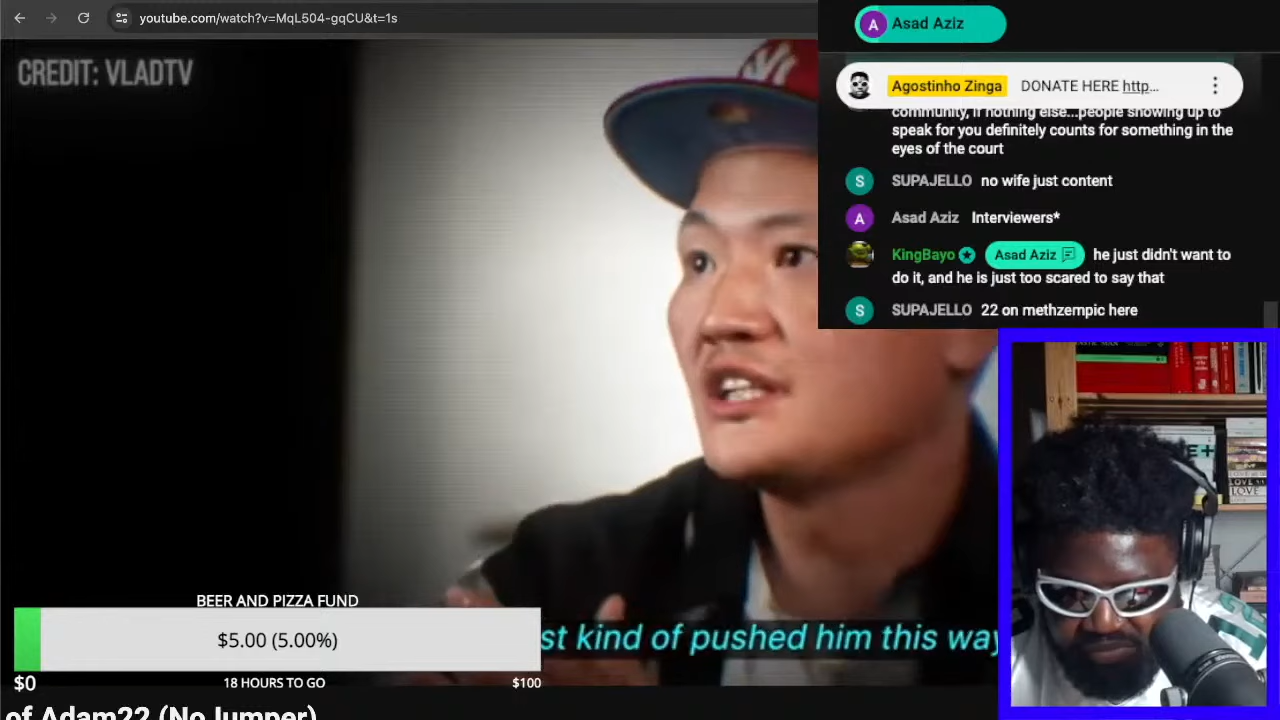 youtube.com/watch?v=MqL504-gqCU&t=1s
CREDIT: VLADTV
A Asad Aziz
Agostinho Zinga DONATE HERE http...
community, if nothing else...people showing up to
speak for you definitely counts for something in the
eyes of the court
S SUPAJELLO no wife just content
A Asad Aziz Interviewers*
KingBayo Asad Aziz he just didn't want to
do it, and he is just too scared to say that
S SUPAJELLO 22 on methzempic here
BEER AND PIZZA FUND
$5.00 (5.00%)
$0 18 HOURS TO GO $100
st kind of pushed him this way
of Adam22 (No Jumper)
LOVE
LOVE